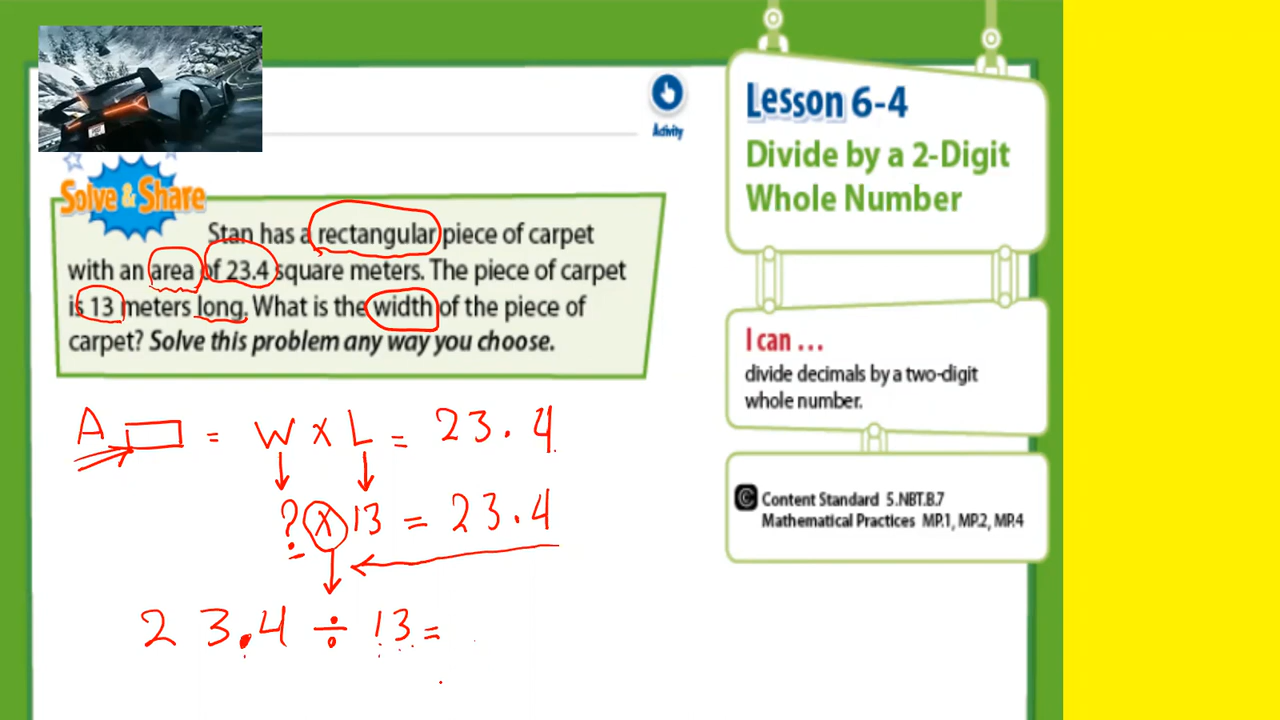 Activity
Lesson 6-4
Divide by a 2-Digit
Whole Number
Solve & Share
Stan has a rectangular piece of carpet
with an area of 23.4 square meters. The piece of carpet
is 13 meters long. What is the width of the piece of
carpet? Solve this problem any way you choose.
I can ...
divide decimals by a two-digit
whole number.
C Content Standard 5.NBT.B.7
Mathematical Practices MP.1, MP.2, MP.4
A = W x L = 23.4
? x 13 = 23.4
23.4 ÷ 13 =